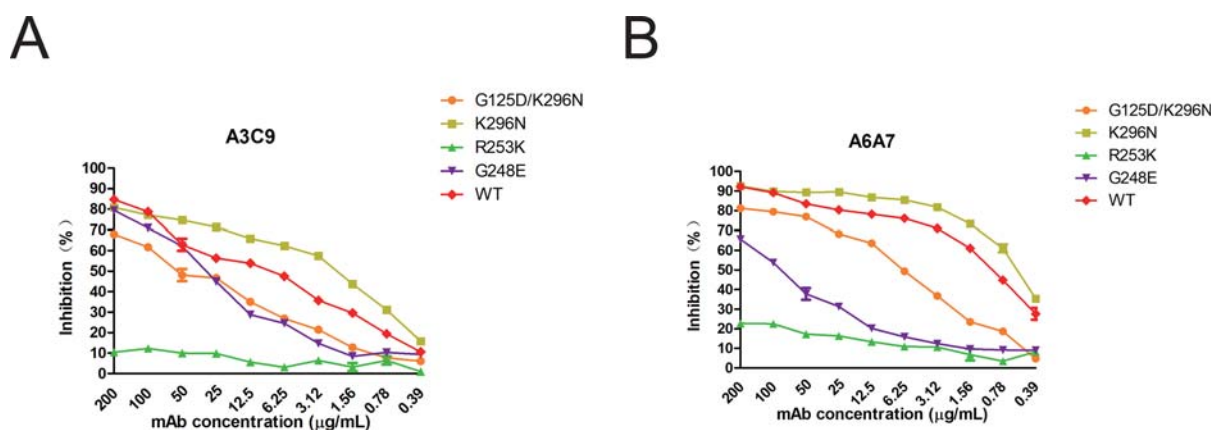 A
A3C9
G125D/K296N
K296N
R253K
G248E
WT
Inhibition (%)
100
90
80
70
60
50
40
30
20
10
0
200 100 50 25 12.5 6.25 3.12 1.56 0.78 0.39
mAb concentration (μg/mL)
B
A6A7
G125D/K296N
K296N
R253K
G248E
WT
Inhibition (%)
100
90
80
70
60
50
40
30
20
10
0
200 100 50 25 12.5 6.25 3.12 1.56 0.78 0.39
mAb concentration (μg/mL)